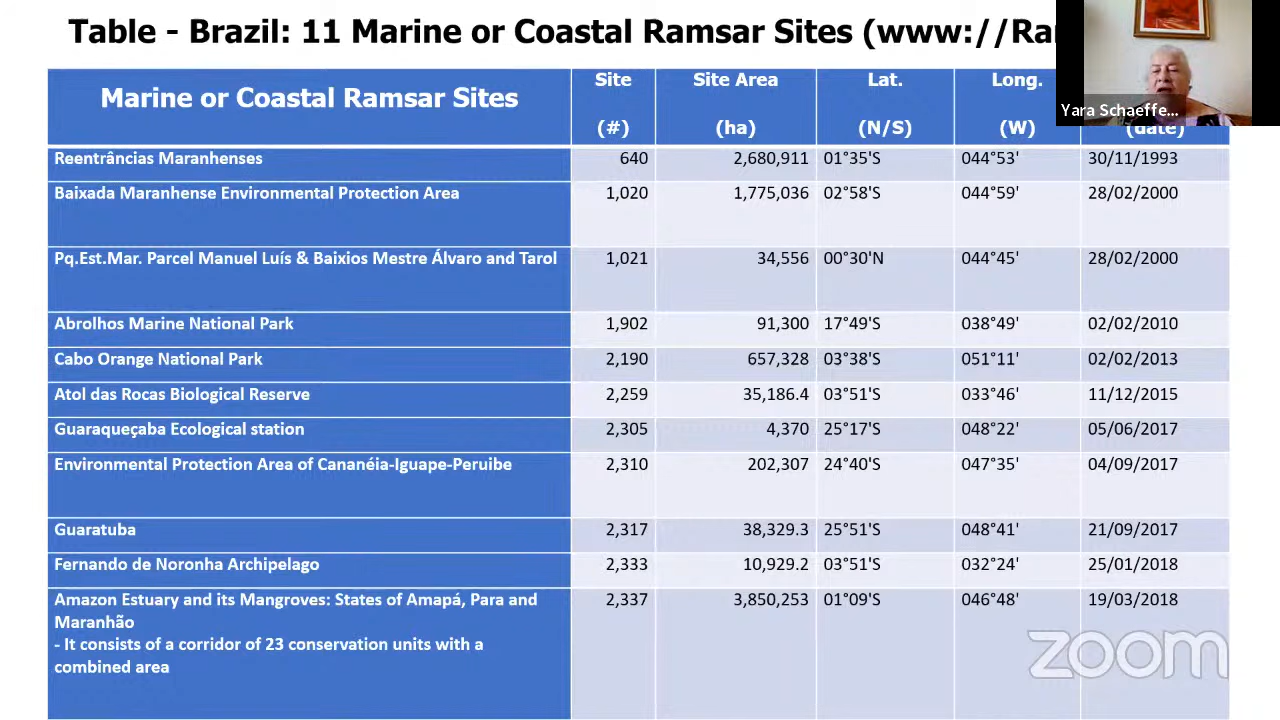 Table - Brazil: 11 Marine or Coastal Ramsar Sites (www://Ra
Marine or Coastal Ramsar Sites Site (#) Site Area (ha) Lat. (N/S) Long. (W) (date)
Yara Schaeffe...
Reentrâncias Maranhenses 640 2,680,911 01°35'S 044°53' 30/11/1993
Baixada Maranhense Environmental Protection Area 1,020 1,775,036 02°58'S 044°59' 28/02/2000
Pq.Est.Mar. Parcel Manuel Luís & Baixios Mestre Álvaro and Tarol 1,021 34,556 00°30'N 044°45' 28/02/2000
Abrolhos Marine National Park 1,902 91,300 17°49'S 038°49' 02/02/2010
Cabo Orange National Park 2,190 657,328 03°38'S 051°11' 02/02/2013
Atol das Rocas Biological Reserve 2,259 35,186.4 03°51'S 033°46' 11/12/2015
Guaraqueçaba Ecological station 2,305 4,370 25°17'S 048°22' 05/06/2017
Environmental Protection Area of Cananéia-Iguape-Peruibe 2,310 202,307 24°40'S 047°35' 04/09/2017
Guaratuba 2,317 38,329.3 25°51'S 048°41' 21/09/2017
Fernando de Noronha Archipelago 2,333 10,929.2 03°51'S 032°24' 25/01/2018
Amazon Estuary and its Mangroves: States of Amapá, Para and 2,337 3,850,253 01°09'S 046°48' 19/03/2018
Maranhão
- It consists of a corridor of 23 conservation units with a
combined area
zoom